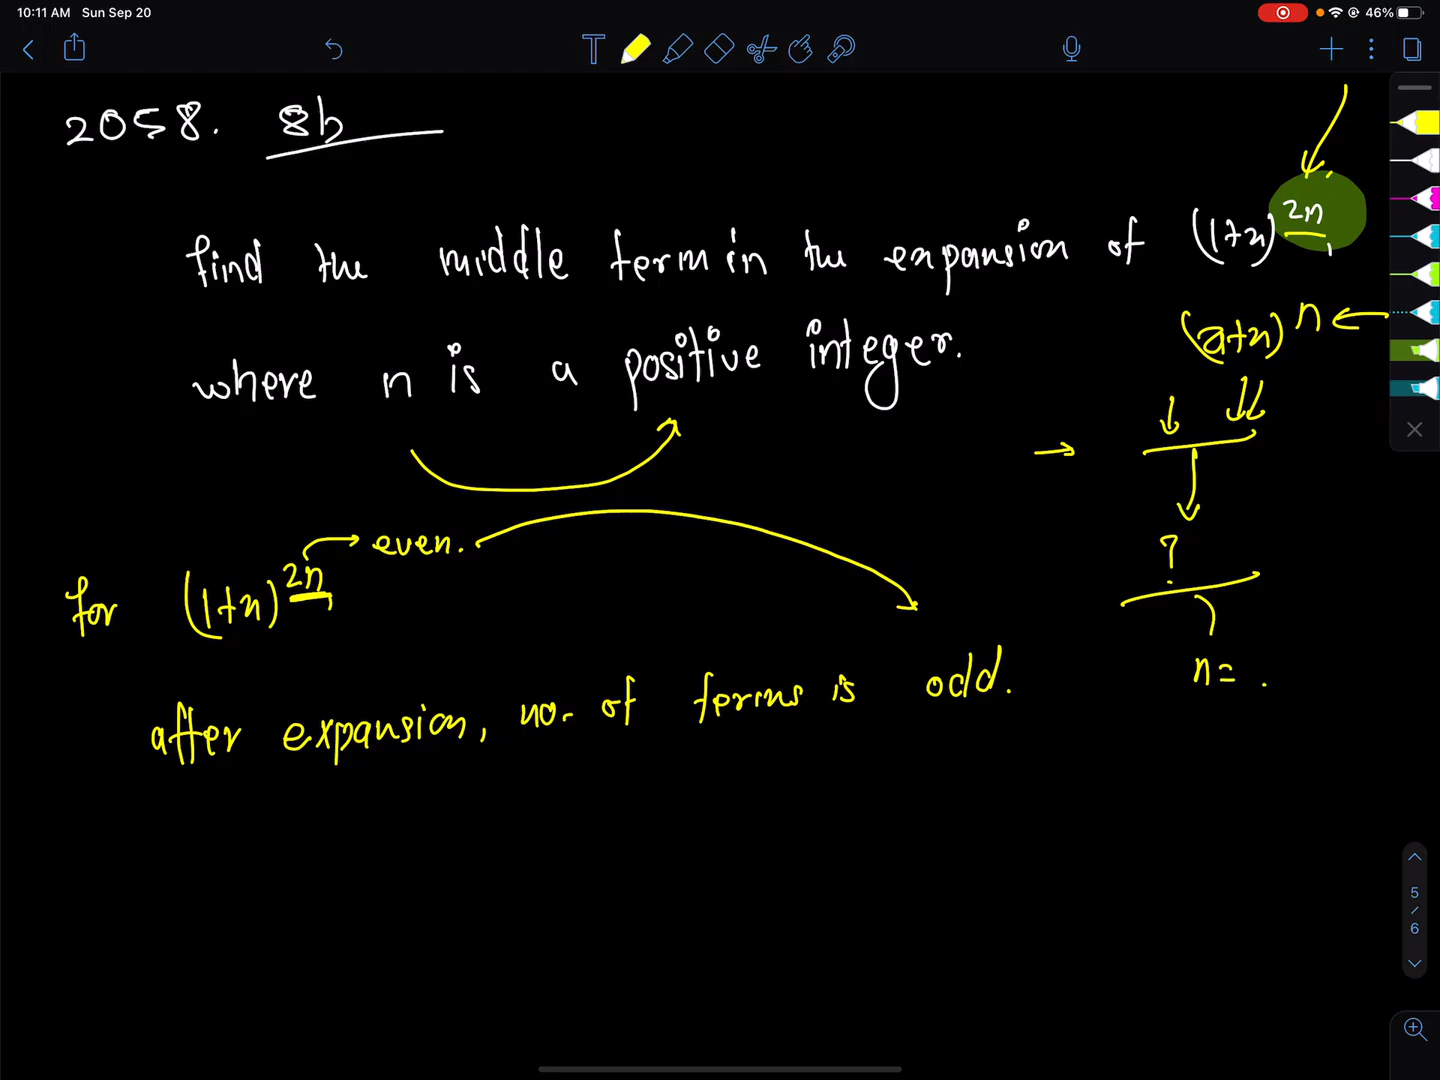 10:11 AM Sun Sep 20
46%
2058. 8b
find the middle term in the expansion of (1+x)^2n,
where n is a positive integer.
(a+x)^n
for (1+x)^2n, → even.
?
n = .
after expansion, no. of terms is odd.
5
/
6